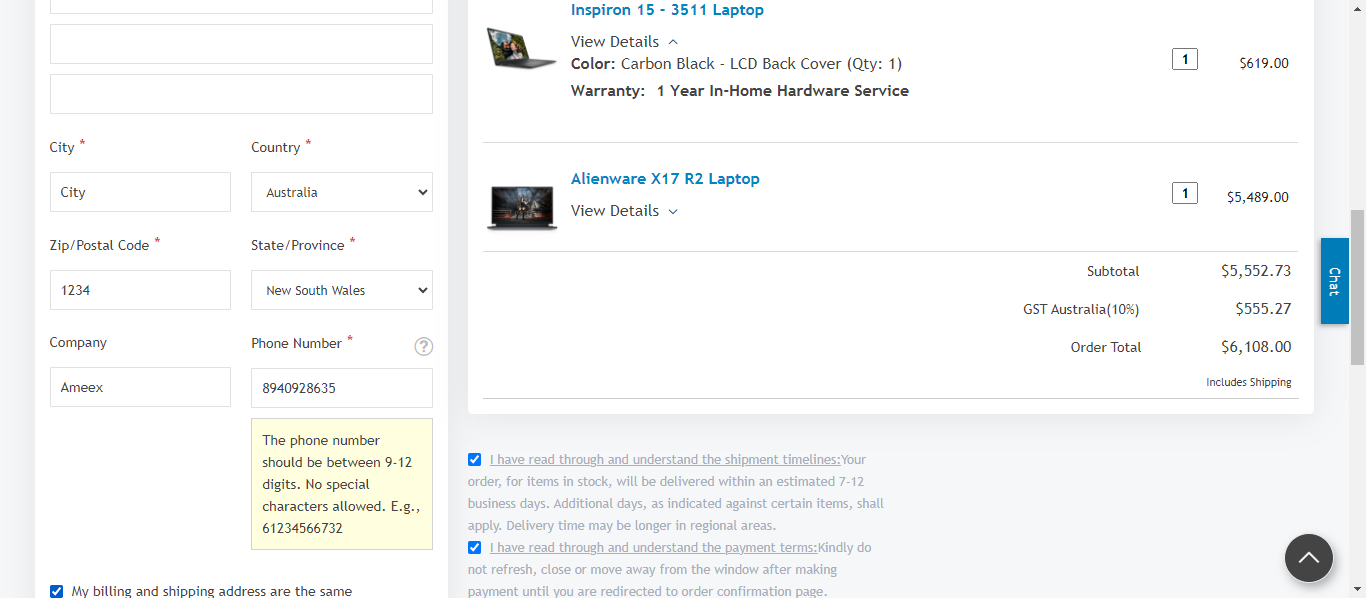 City *
Country *
City
Australia
Zip/Postal Code *
State/Province *
1234
New South Wales
Company
Phone Number *
?
Ameex
8940928635
The phone number
should be between 9-12
digits. No special
characters allowed. E.g.,
61234566732
My billing and shipping address are the same
Inspiron 15 - 3511 Laptop
View Details
Color: Carbon Black - LCD Back Cover (Qty: 1)
Warranty: 1 Year In-Home Hardware Service
1
$619.00
Alienware X17 R2 Laptop
View Details
1
$5,489.00
Subtotal $5,552.73
GST Australia(10%) $555.27
Order Total $6,108.00
Includes Shipping
I have read through and understand the shipment timelines:Your
order, for items in stock, will be delivered within an estimated 7-12
business days. Additional days, as indicated against certain items, shall
apply. Delivery time may be longer in regional areas.
I have read through and understand the payment terms:Kindly do
not refresh, close or move away from the window after making
payment until you are redirected to order confirmation page.
Chat